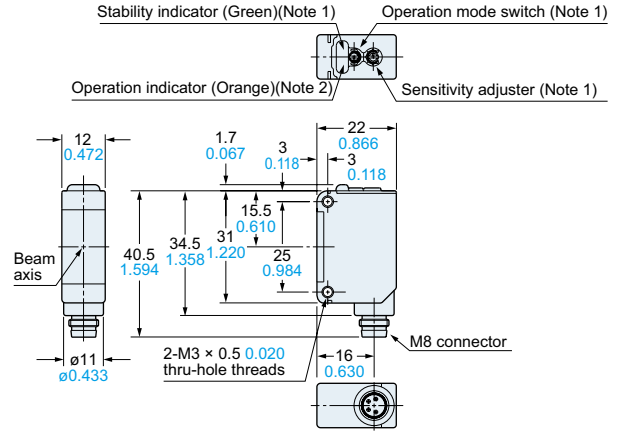 Stability indicator (Green)(Note 1)
Operation mode switch (Note 1)
Operation indicator (Orange)(Note 2)
Sensitivity adjuster (Note 1)
12
0.472
1.7
0.067
3
0.118
22
0.866
3
0.118
15.5
0.610
40.5
1.594
34.5
1.358
31
1.220
25
0.984
Beam
axis
ø11
ø0.433
2-M3 × 0.5 0.020
thru-hole threads
16
0.630
M8 connector